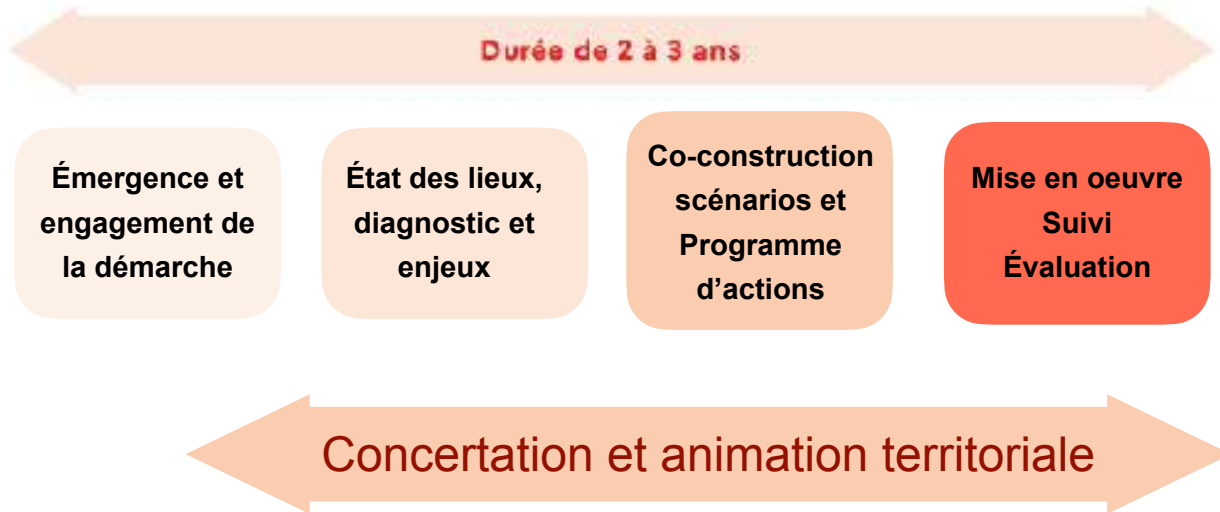 Durée de 2 à 3 ans
Émergence et
engagement de
la démarche
État des lieux,
diagnostic et
enjeux
Co-construction
scénarios et
Programme
d’actions
Mise en oeuvre
Suivi
Évaluation
Concertation et animation territoriale